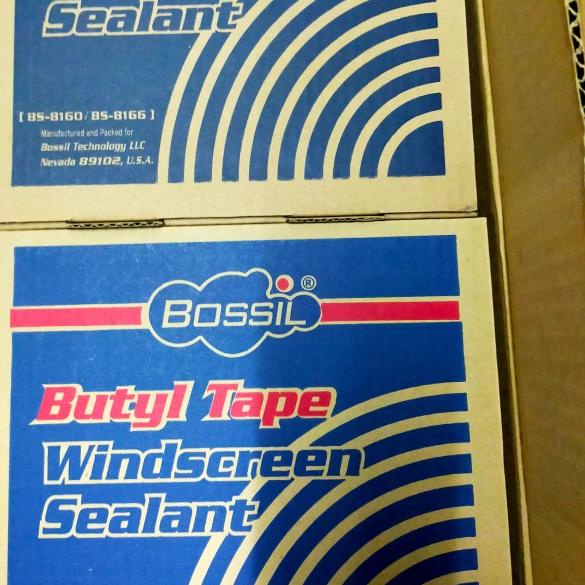 Sealant
[ BS-8160/BS-8166 ]
Manufactured and Packed for
Bossil Technology LLC
Nevada 89102, U.S.A.
BOSSIL ®
Butyl Tape
Windscreen
Sealant